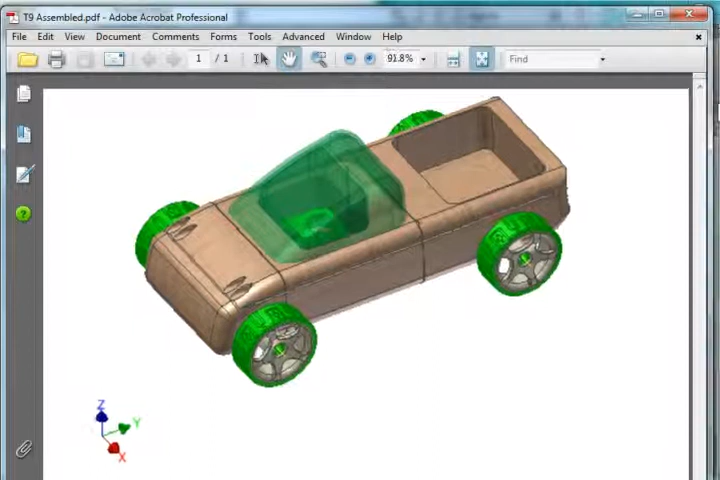 T9 Assembled.pdf - Adobe Acrobat Professional
File Edit View Document Comments Forms Tools Advanced Window Help
1 / 1 91.8% Find
Z
Y
X